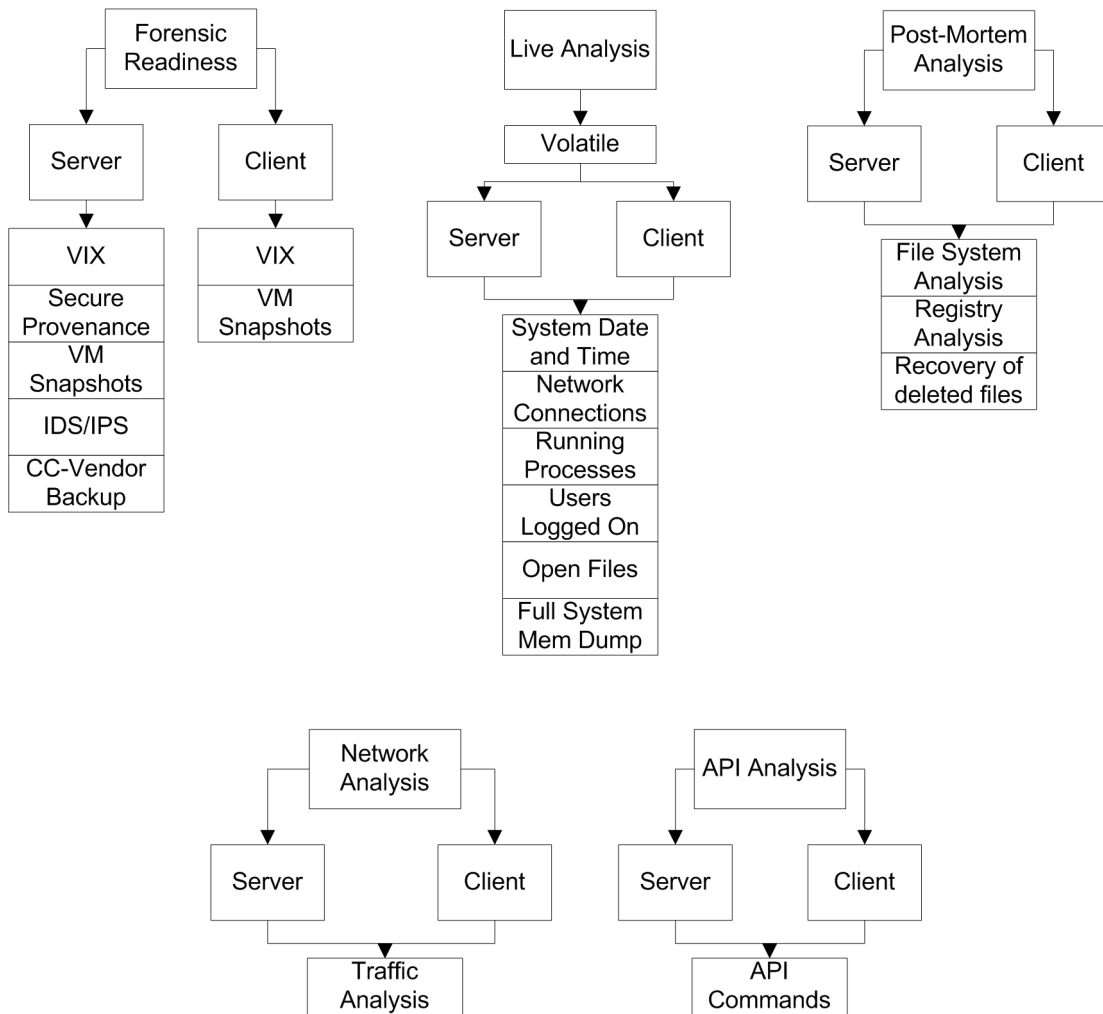 Forensic
Readiness
Server
Client
VIX
Secure
Provenance
VM
Snapshots
IDS/IPS
CC-Vendor
Backup
VIX
VM
Snapshots
Live Analysis
Volatile
Server
Client
System Date
and Time
Network
Connections
Running
Processes
Users
Logged On
Open Files
Full System
Mem Dump
Post-Mortem
Analysis
Server
Client
File System
Analysis
Registry
Analysis
Recovery of
deleted files
Network
Analysis
Server
Client
Traffic
Analysis
API Analysis
Server
Client
API
Commands